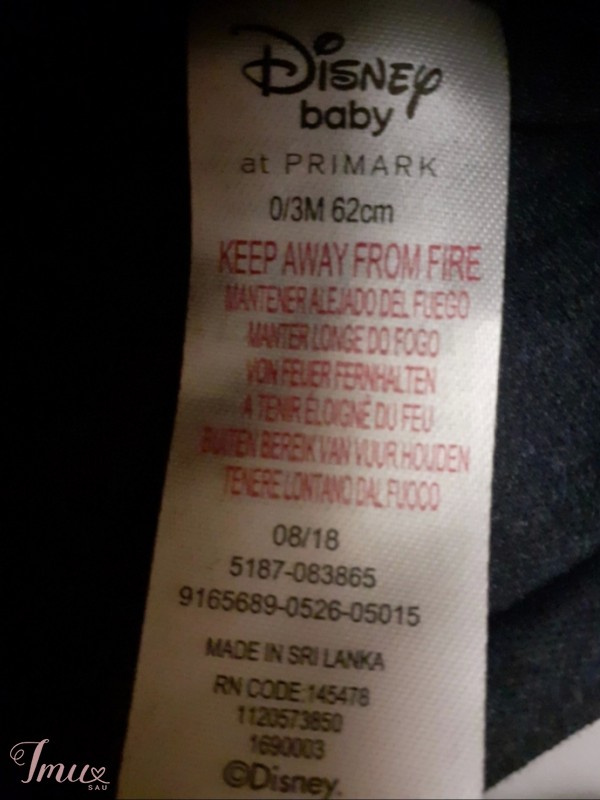 Disney
baby
at PRIMARK
0/3M 62cm
KEEP AWAY FROM FIRE
MANTENER ALEJADO DEL FUEGO
MANTER LONGE DO FOGO
VON FEUER FERNHALTEN
A TENIR ÉLOIGNÉ DU FEU
BUITEN BEREIK VAN VUUR HOUDEN
TENERE LONTANO DAL FUOCO
08/18
5187-083865
9165689-0526-05015
MADE IN SRI LANKA
RN CODE:145478
1120573850
1690003
©Disney.
Imu
SAU